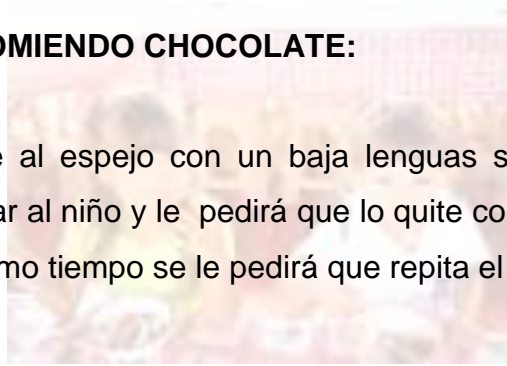 OMIENDO CHOCOLATE:
al espejo con un baja lenguas s
ar al niño y le pedirá que lo quite co
mo tiempo se le pedirá que repita el